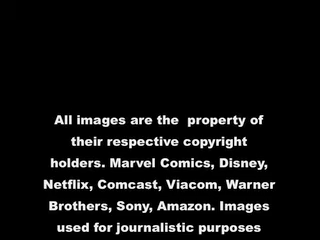 All images are the  property of
their respective copyright
holders. Marvel Comics, Disney,
Netflix, Comcast, Viacom, Warner
Brothers, Sony, Amazon. Images
used for journalistic purposes